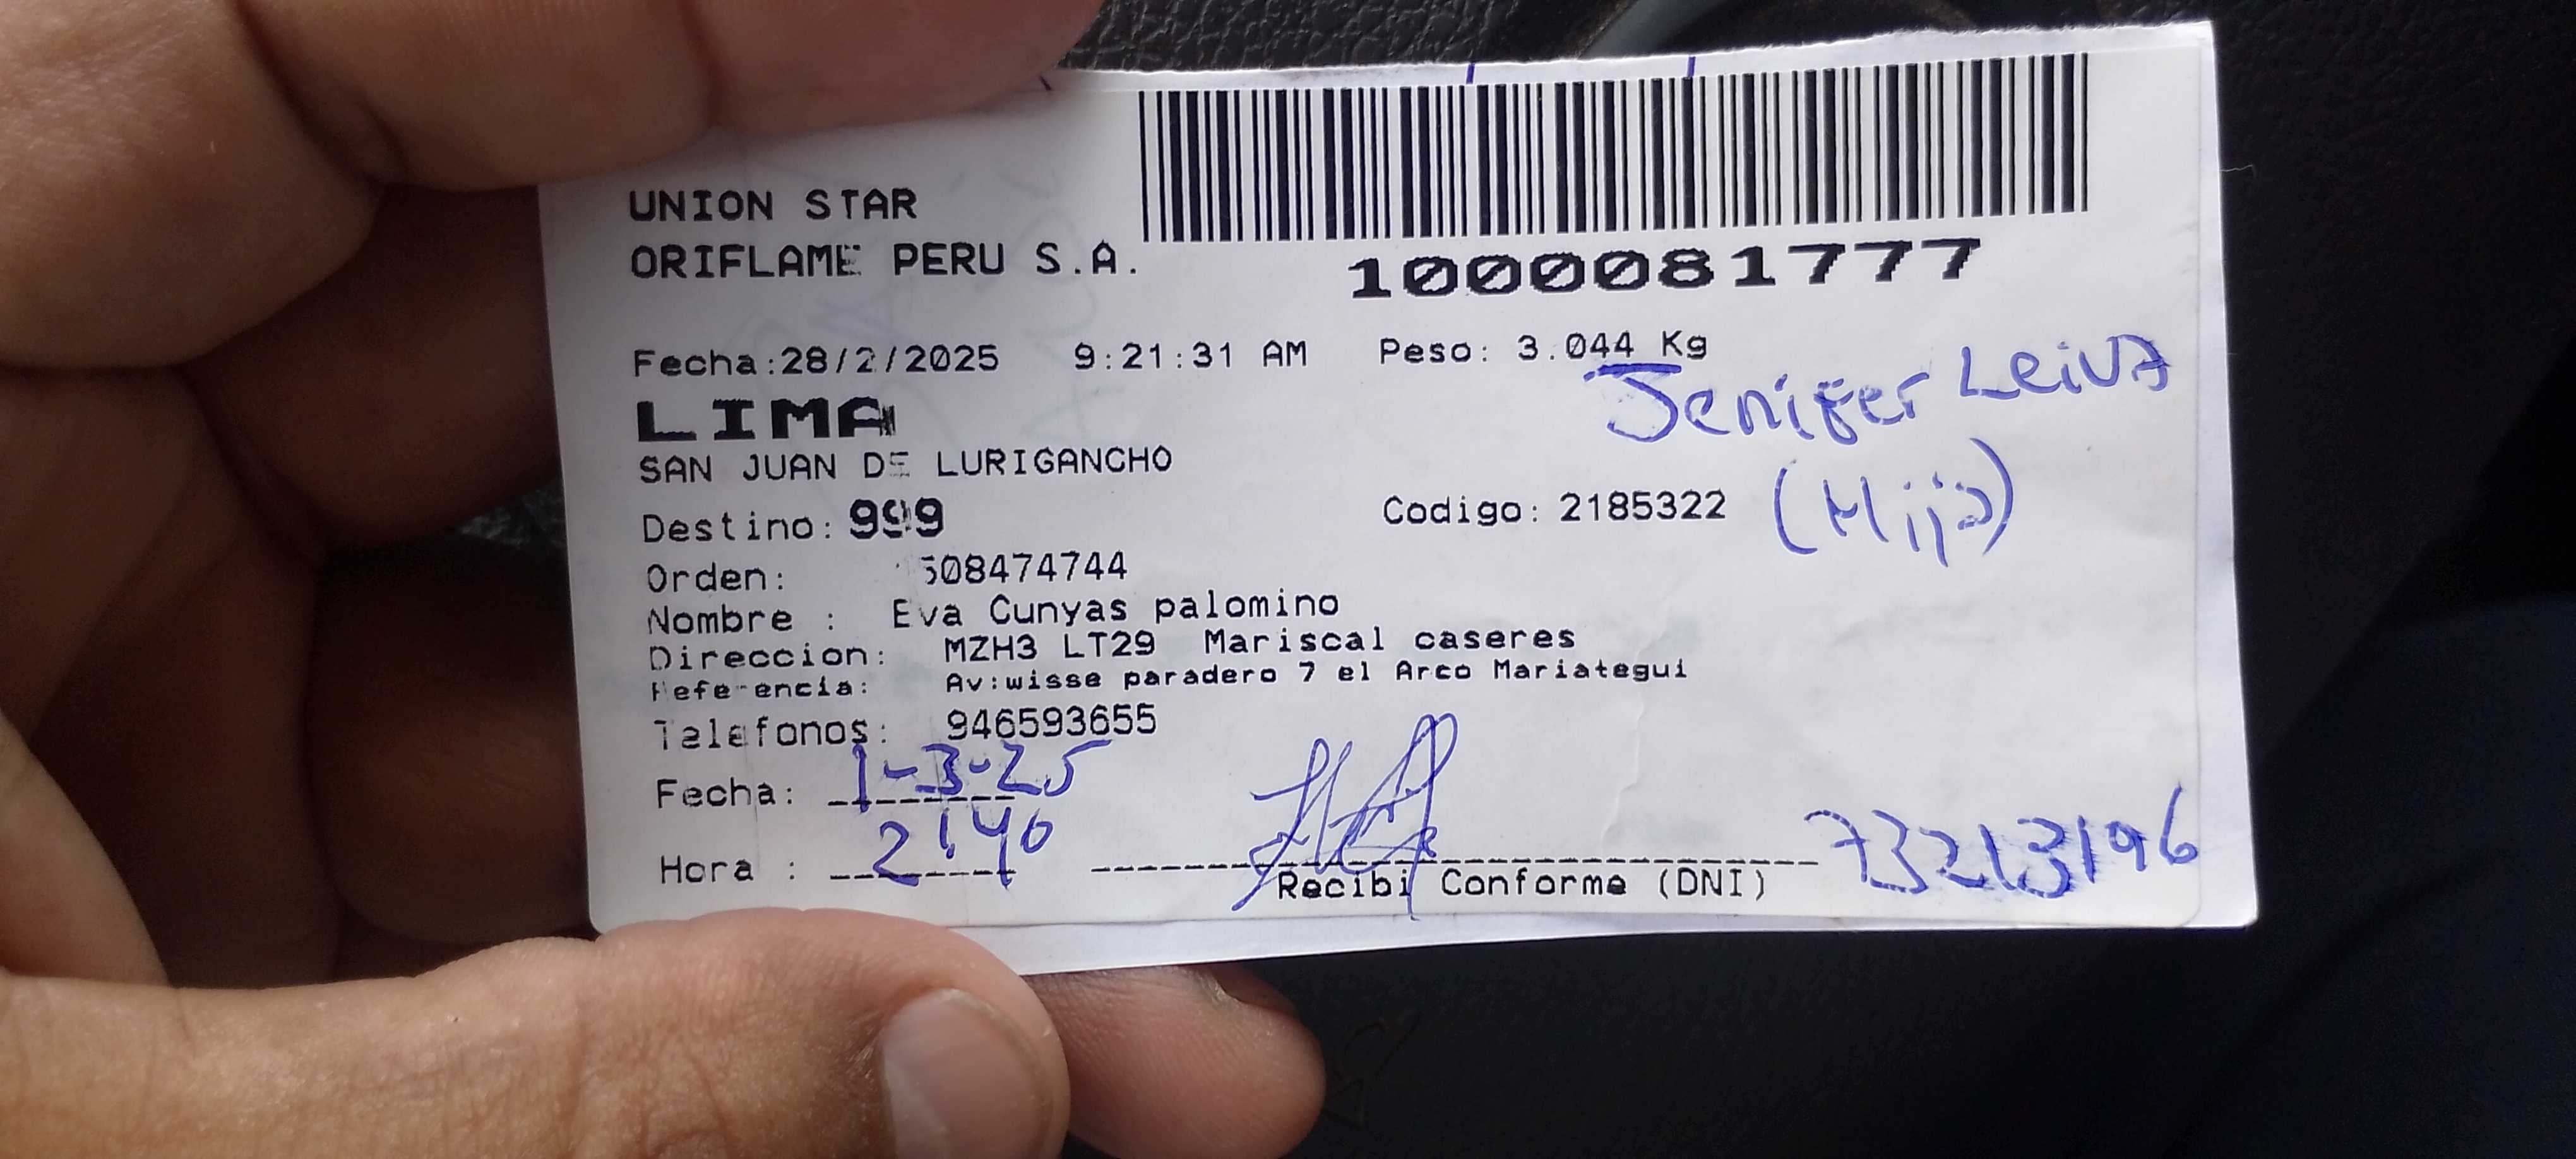 UNION STAR
ORIFLAME PERU S.A.
1000081777
Fecha:28/2/2025 9:21:31 AM Peso: 3.044 Kg
Jenifer Leiva
LIMA
SAN JUAN DE LURIGANCHO
(Hija)
Destino: 999 Codigo: 2185322
Orden: 508474744
Nombre : Eva Cunyas palomino
Direccion: MZH3 LT29 Mariscal caseres
Referencia: Av:wisse paradero 7 el Arco Mariategui
Telefonos: 946593655
Fecha: 1-3-25
Hora : 2:40
73213196
Recibi Conforme (DNI)